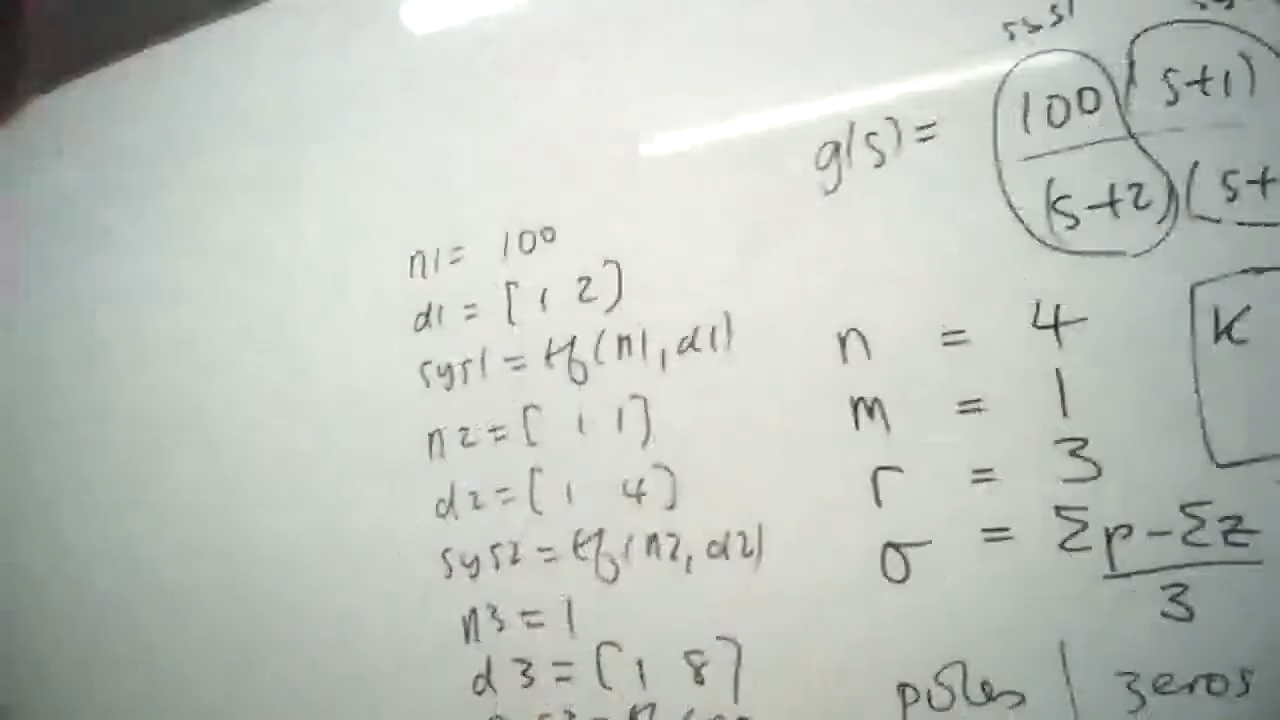 sys1
g(s) = 100 (s+1)
(s+2) (s+
n1 = 100
d1 = [1 2]
sys1 = tf(n1, d1)
n2 = [1 1]
d2 = [1 4]
sys2 = tf(n2, d2)
n3 = 1
d3 = [1 8]
n = 4
m = 1
r = 3
σ = Σp - Σz
3
K
poles | zeros